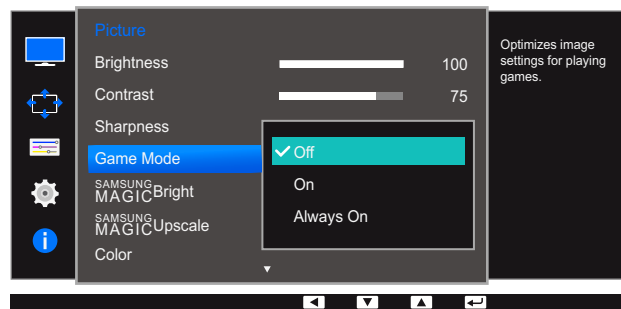 Picture
Brightness 100
Contrast 75
Sharpness
Game Mode
SAMSUNG
MAGICBright
SAMSUNG
MAGICUpscale
Color
Off
On
Always On
Optimizes image
settings for playing
games.
i